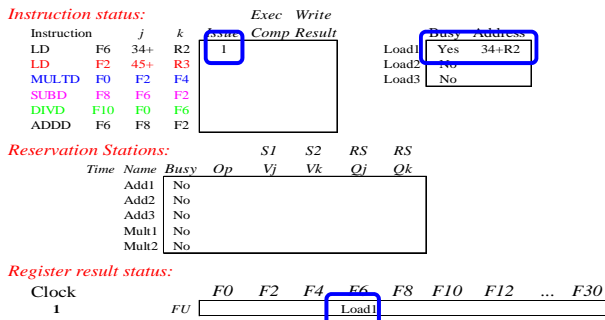 Instruction status: Exec Write
Instruction j k Issue Comp Result Busy Address
LD F6 34+ R2 1 Load1 Yes 34+R2
LD F2 45+ R3 Load2 No
MULTD F0 F2 F4 Load3 No
SUBD F8 F6 F2
DIVD F10 F0 F6
ADDD F6 F8 F2
Reservation Stations: S1 S2 RS RS
Time Name Busy Op Vj Vk Qj Qk
Add1 No
Add2 No
Add3 No
Mult1 No
Mult2 No
Register result status:
Clock F0 F2 F4 F6 F8 F10 F12 ... F30
1 FU Load1